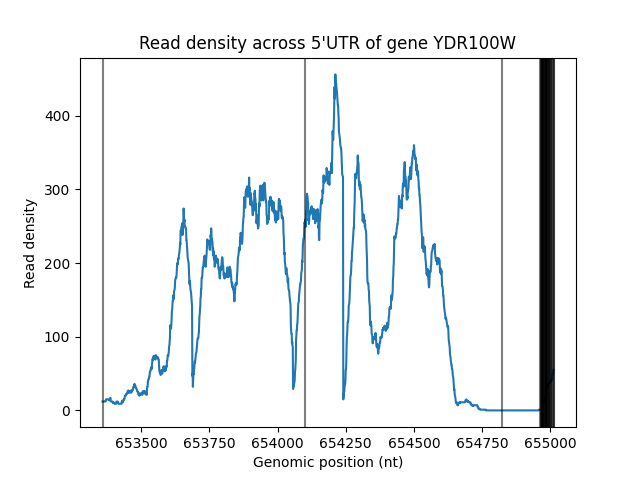 Read density across 5'UTR of gene YDR100W
Read density
400
300
200
100
0
653500 653750 654000 654250 654500 654750 655000
Genomic position (nt)